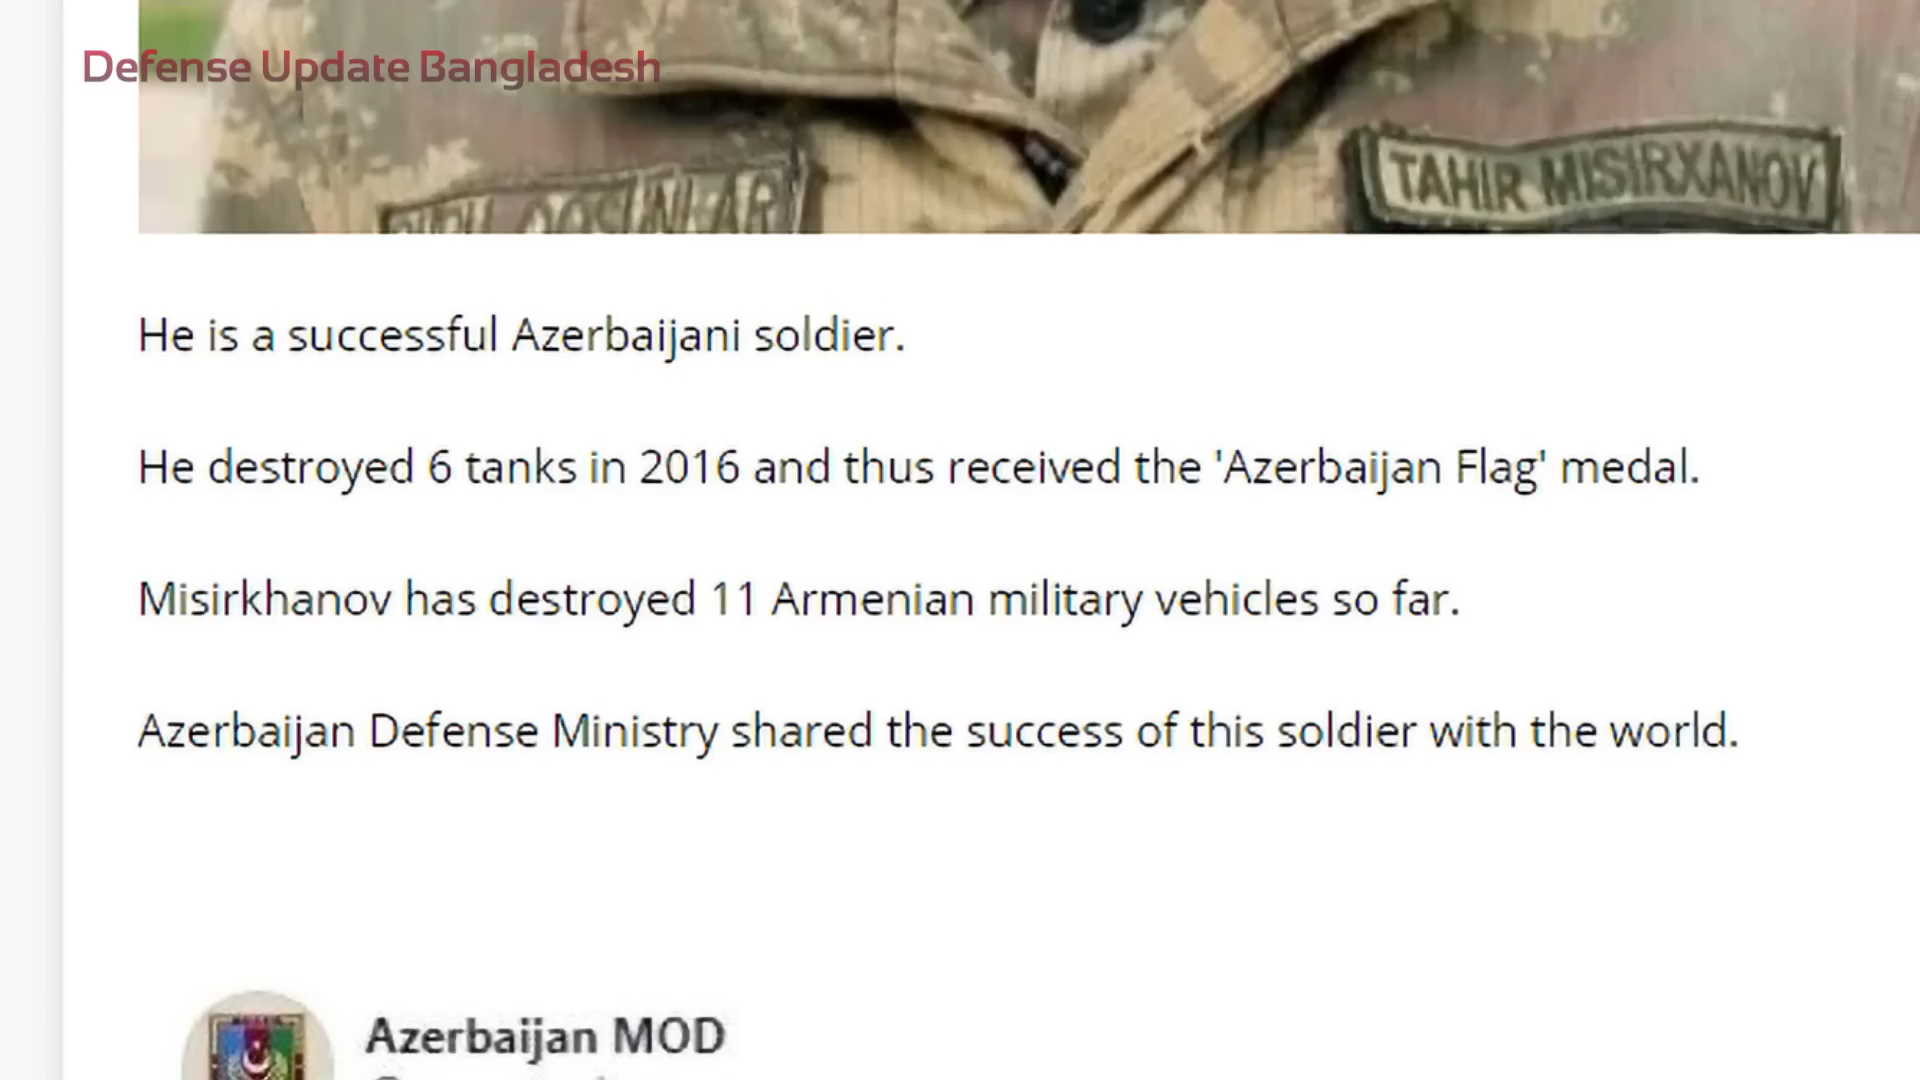 Defense Update Bangladesh
TAHIR MISIRXANOV
He is a successful Azerbaijani soldier.
He destroyed 6 tanks in 2016 and thus received the 'Azerbaijan Flag' medal.
Misirkhanov has destroyed 11 Armenian military vehicles so far.
Azerbaijan Defense Ministry shared the success of this soldier with the world.
Azerbaijan MOD